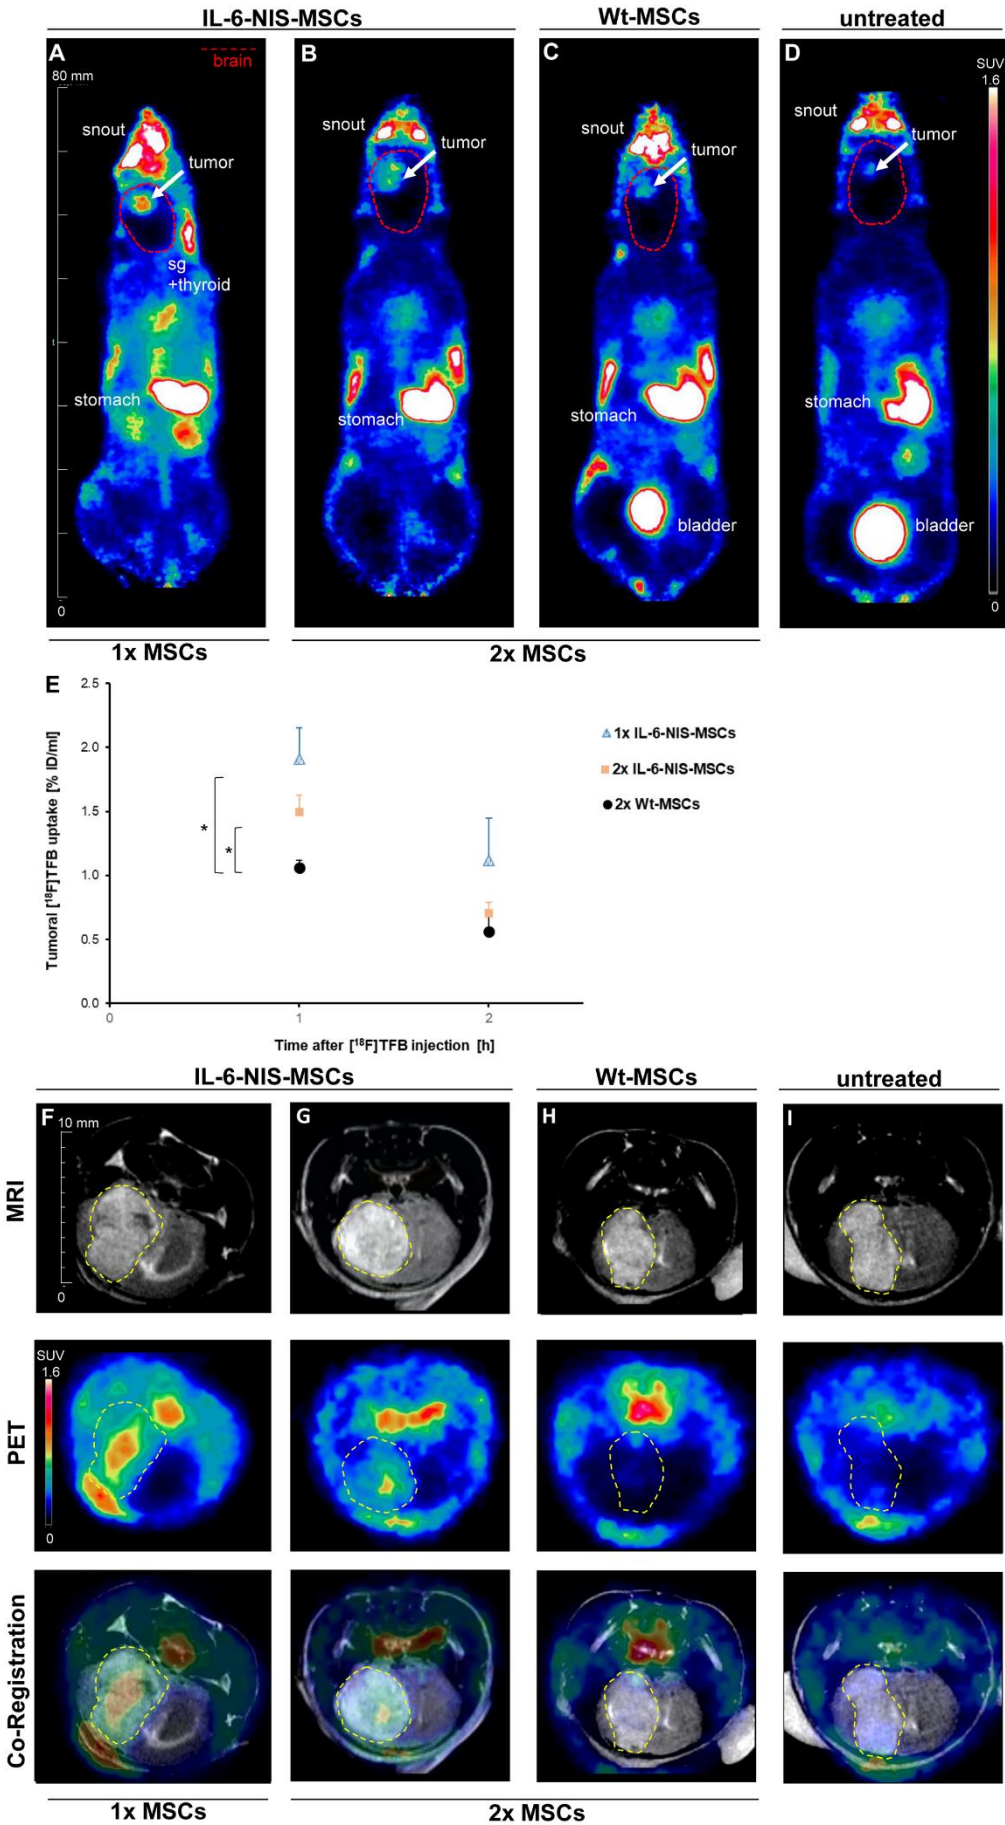 IL-6-NIS-MSCs Wt-MSCs untreated
A B C D
brain
80 mm
SUV
1.6
snout snout snout snout
tumor tumor tumor tumor
sg
+thyroid
stomach stomach stomach stomach
bladder bladder
0 0
1x MSCs 2x MSCs
E
2.5
2.0
1.5
1.0
0.5
0.0
Tumoral [¹⁸F]TFB uptake [% ID/ml]
*
*
1x IL-6-NIS-MSCs
2x IL-6-NIS-MSCs
2x Wt-MSCs
0 1 2
Time after [¹⁸F]TFB injection [h]
IL-6-NIS-MSCs Wt-MSCs untreated
F G H I
10 mm
0
MRI
SUV
1.6
0
PET
Co-Registration
1x MSCs 2x MSCs